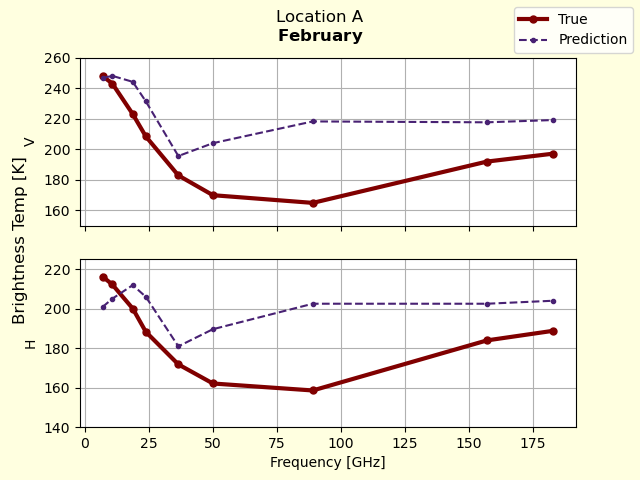 Location A
February
True
Prediction
Brightness Temp [K]
V
260
240
220
200
180
160
H
220
200
180
160
140
0 25 50 75 100 125 150 175
Frequency [GHz]